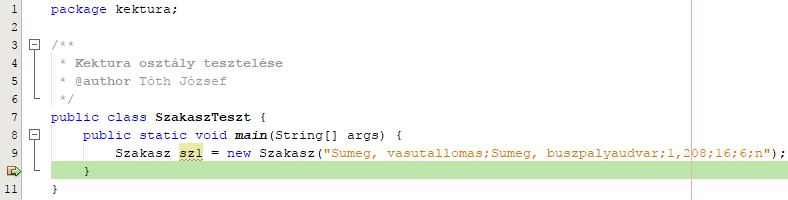 1 package kektura;
2
3 /**
4 * Kektura osztály tesztelése
5 * @author Tóth József
6 */
7 public class SzakaszTeszt {
8 public static void main(String[] args) {
9 Szakasz sz1 = new Szakasz("Sumeg, vasutallomas;Sumeg, buszpalyaudvar;1,208;16;6;n");
}
11 }